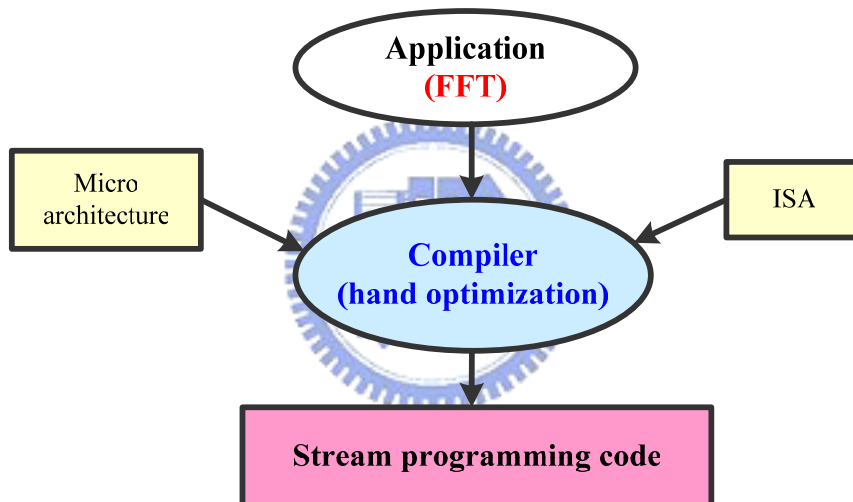 Application
(FFT)
Micro
architecture
ISA
Compiler
(hand optimization)
Stream programming code